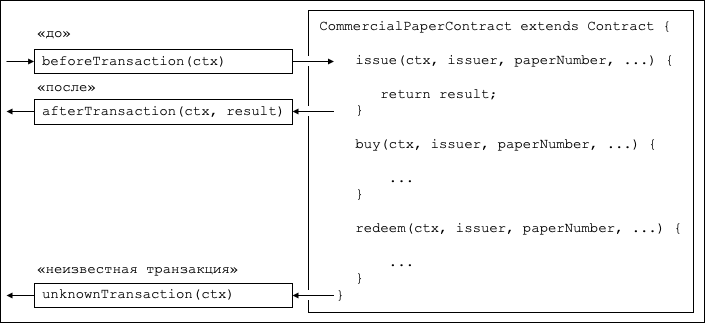 «до»
beforeTransaction(ctx)
«после»
afterTransaction(ctx, result)
«неизвестная транзакция»
unknownTransaction(ctx)
CommercialPaperContract extends Contract {
issue(ctx, issuer, paperNumber, ...) {
return result;
}
buy(ctx, issuer, paperNumber, ...) {
...
}
redeem(ctx, issuer, paperNumber, ...) {
...
}
}